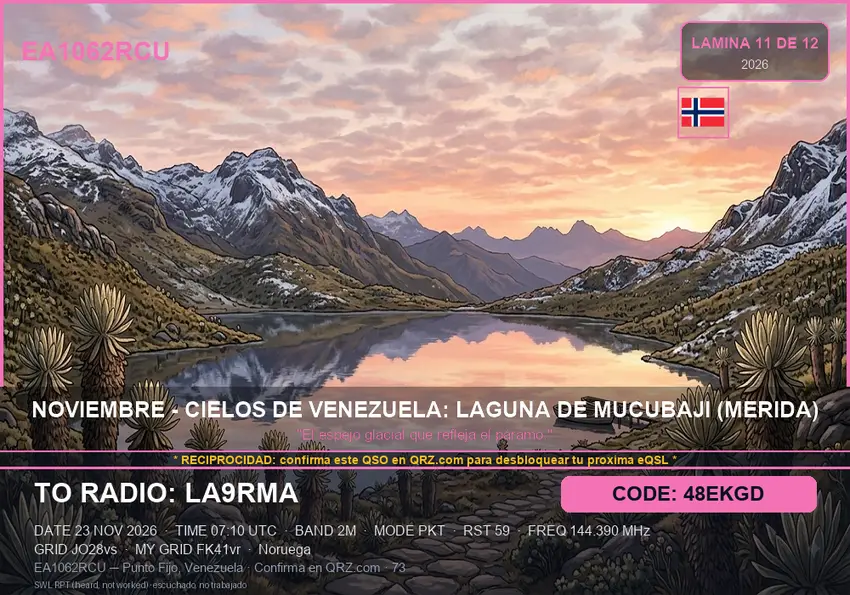 EA1062RCU
LAMINA 11 DE 12
2026
NOVIEMBRE - CIELOS DE VENEZUELA: LAGUNA DE MUCUBAJI (MERIDA)
"El espejo glacial que refleja el paramo."
* RECIPROCIDAD: confirma este QSO en QRZ.com para desbloquear tu proxima eQSL *
TO RADIO: LA9RMA
CODE: 48EKGD
DATE 23 NOV 2026 · TIME 07:10 UTC · BAND 2M · MODE PKT · RST 59 · FREQ 144.390 MHz
GRID JO28vs · MY GRID FK41vr · Noruega
EA1062RCU — Punto Fijo, Venezuela · Confirma en QRZ.com · 73
SWL RPT (heard, not worked) · escuchado, no trabajado